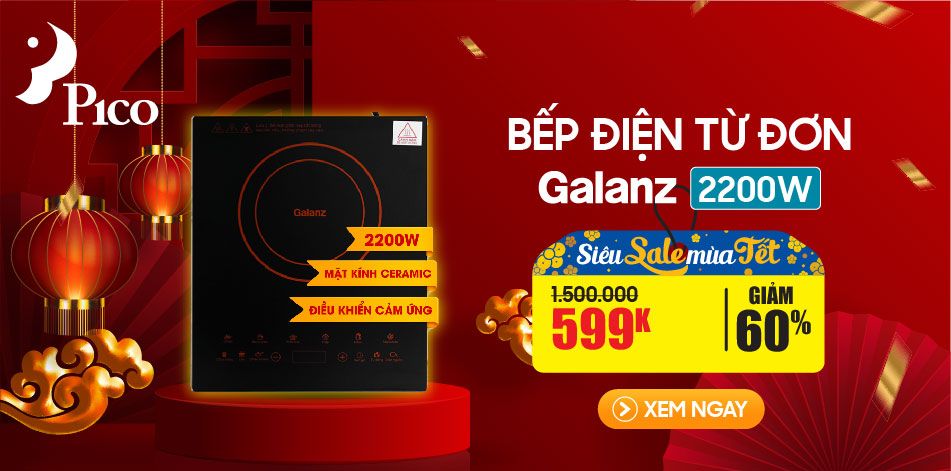 Pico
BẾP ĐIỆN TỪ ĐƠN
Galanz 2200W
Siêu Sale mùa Tết
1.500.000
599K
GIẢM
60%
XEM NGAY
Galanz
2200W
MẶT KÍNH CERAMIC
ĐIỀU KHIỂN CẢM ỨNG